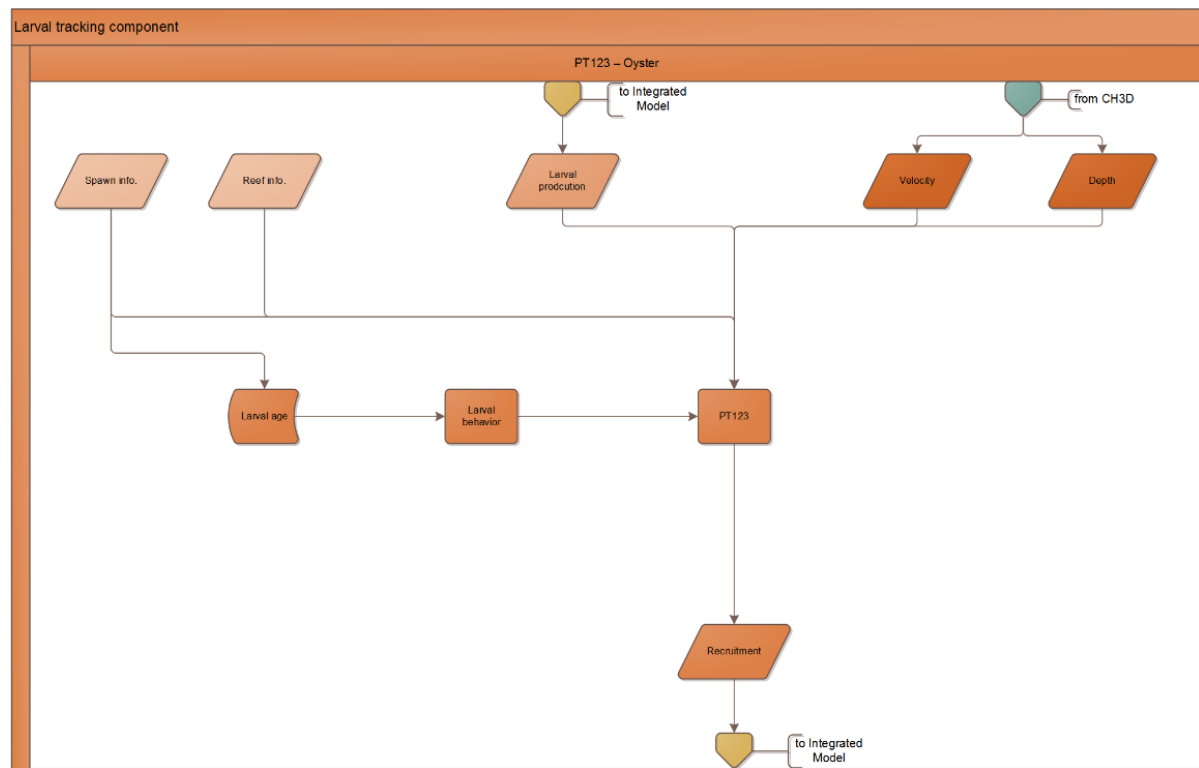 Larval tracking component
PT123 – Oyster
to Integrated
Model
from CH3D
Spawn info.
Reef info.
Larval
prodcution
Velocity
Depth
Larval age
Larval
behavior
PT123
Recruitment
to Integrated
Model